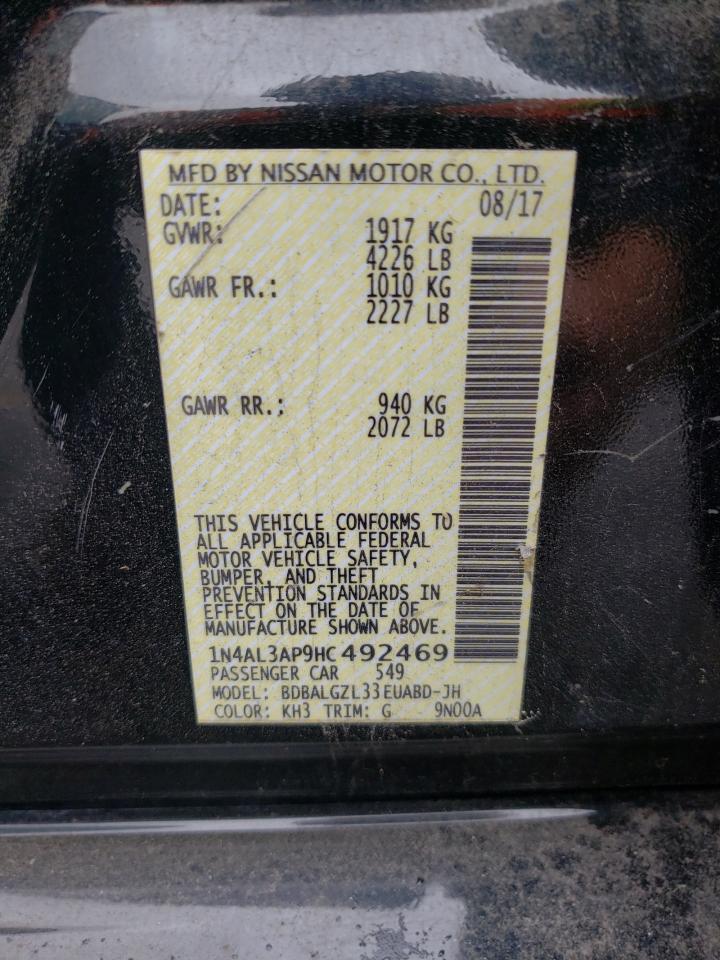 MFD BY NISSAN MOTOR CO., LTD.
DATE: 08/17
GVWR: 1917 KG
4226 LB
GAWR FR.: 1010 KG
2227 LB
GAWR RR.: 940 KG
2072 LB
THIS VEHICLE CONFORMS TO
ALL APPLICABLE FEDERAL
MOTOR VEHICLE SAFETY,
BUMPER, AND THEFT
PREVENTION STANDARDS IN
EFFECT ON THE DATE OF
MANUFACTURE SHOWN ABOVE.
1N4AL3AP9HC492469
PASSENGER CAR 549
MODEL: BDBALGZL33EUABD-JH
COLOR: KH3 TRIM: G 9N00A